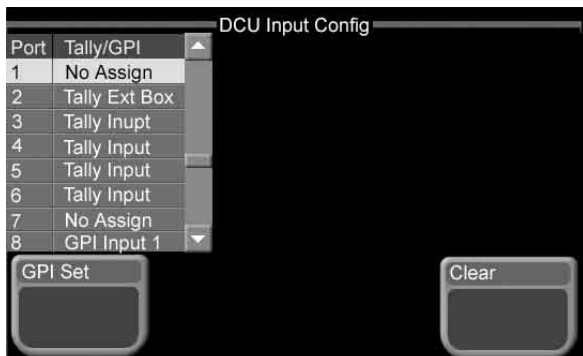 DCU Input Config
Port Tally/GPI
1 No Assign
2 Tally Ext Box
3 Tally Inupt
4 Tally Input
5 Tally Input
6 Tally Input
7 No Assign
8 GPI Input 1
GPI Set
Clear